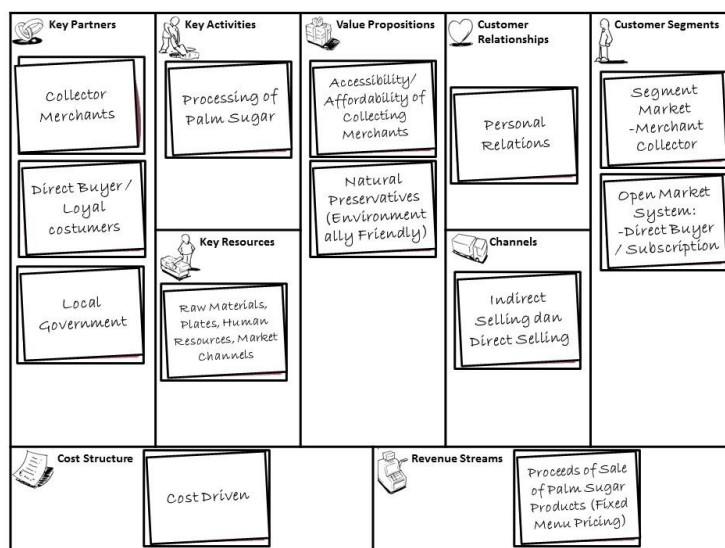 Key Partners
Collector
Merchants
Direct Buyer /
Loyal
costumers
Local
Government
Key Activities
Processing of
Palm Sugar
Key Resources
Raw Materials,
Plates, Human
Resources, Market
Channels
Value Propositions
Accessibility/
Affordability of
Collecting
Merchants
Natural
Preservatives
(Environment
ally Friendly)
Customer
Relationships
Personal
Relations
Channels
Indirect
Selling dan
Direct Selling
Customer Segments
Segment
Market
-Merchant
Collector
Open Market
System:
-Direct Buyer
/ Subscription
Cost Structure
Cost Driven
Revenue Streams
Proceeds of Sale
of Palm Sugar
Products (Fixed
Menu Pricing)